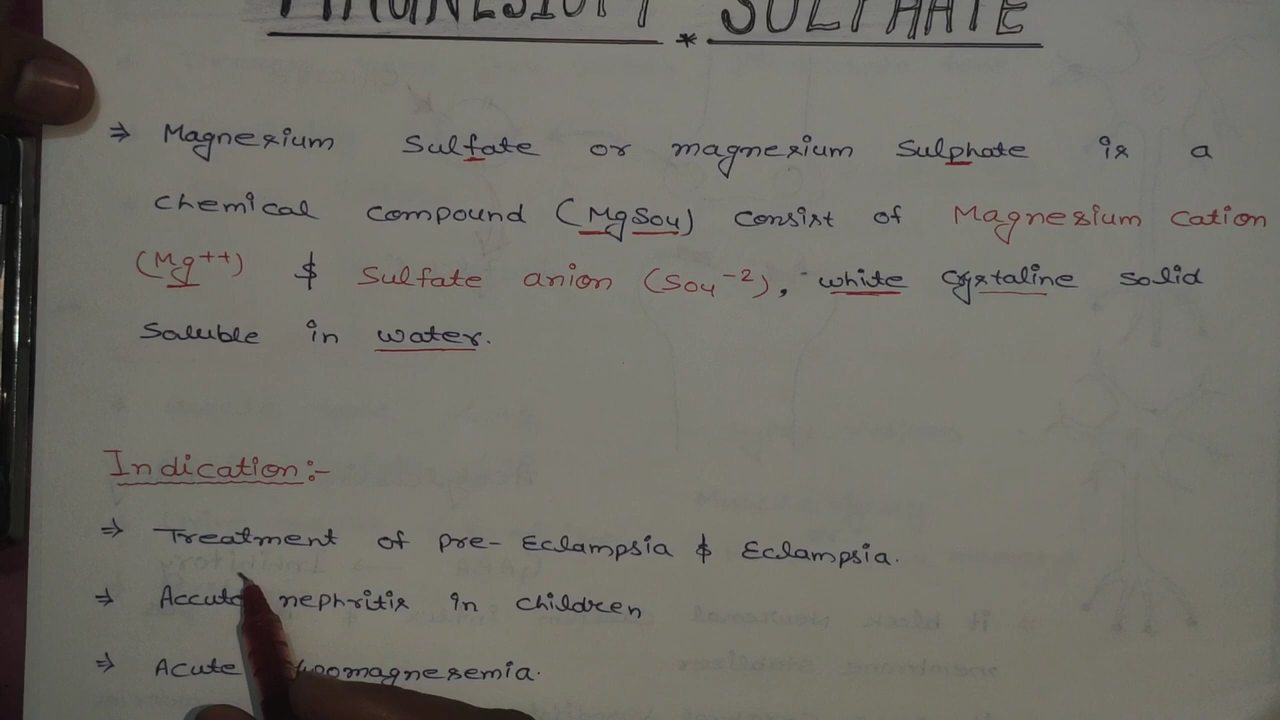 MAGNESIUM * SULPHATE
⇒ Magnesium Sulfate or magnesium Sulphate is a
chemical compound (MgSO4) consist of Magnesium cation
(Mg++) & Sulfate anion (SO4-2), white crystaline solid
Soluble in water.
Indication:-
⇒ Treatment of pre-Eclampsia & Eclampsia.
⇒ Accute nephritis in children
⇒ Acute